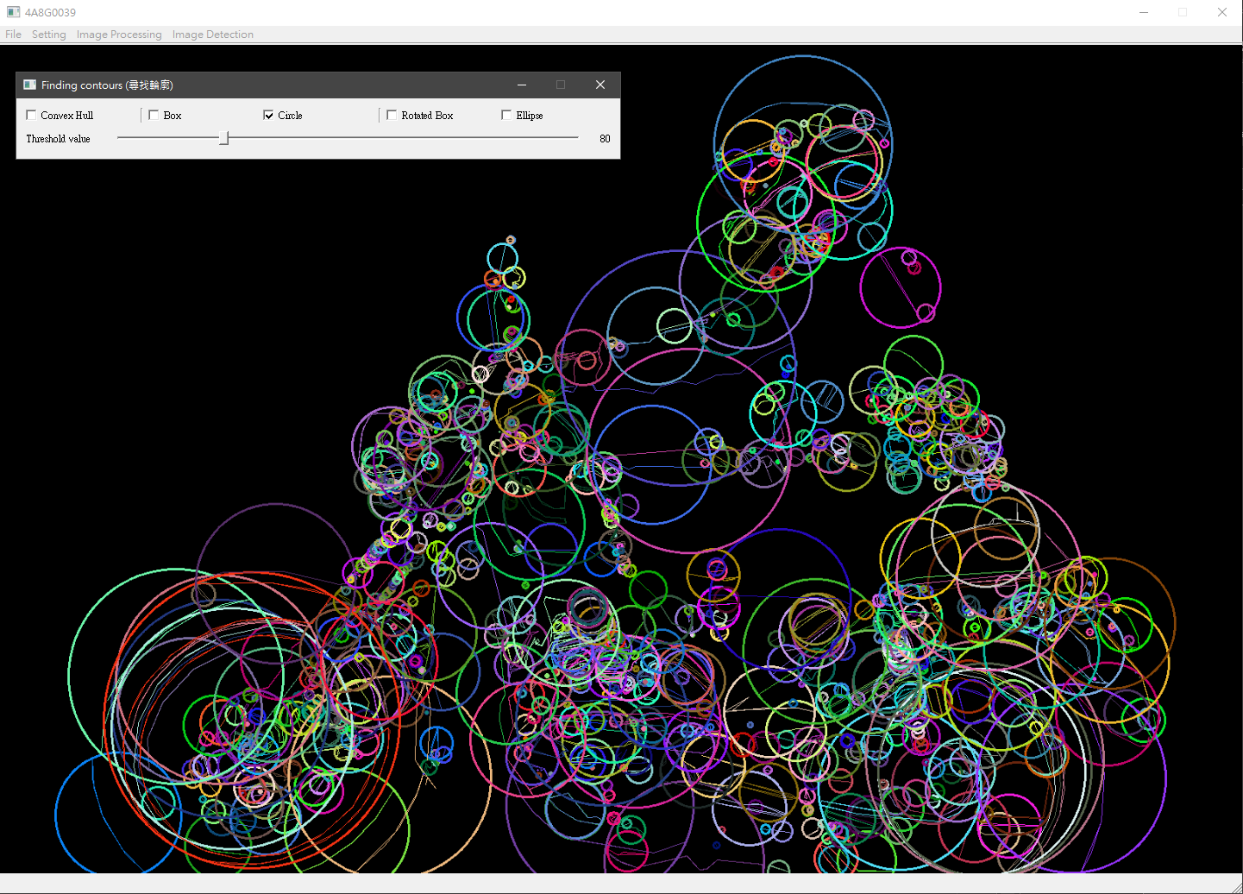 4A8G0039
File Setting Image Processing Image Detection
Finding contours (尋找輪廓)
Convex Hull Box Circle Rotated Box Ellipse
Threshold value 80